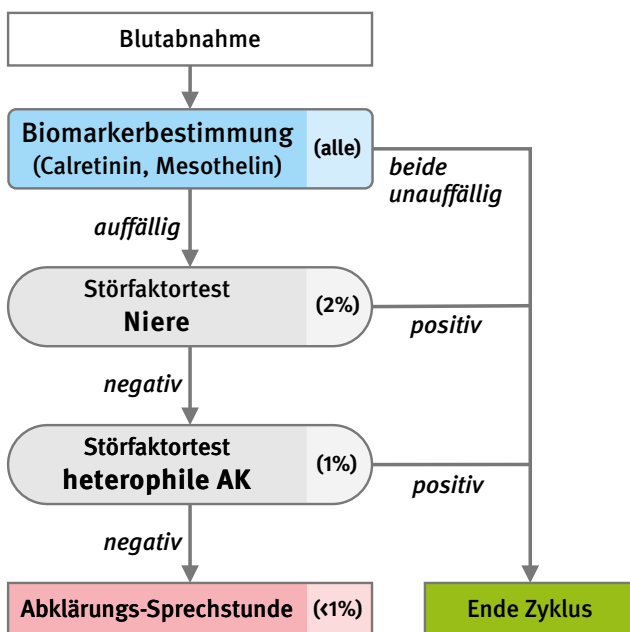 Blutabnahme
Biomarkerbestimmung
(Calretinin, Mesothelin)
(alle)
beide
unauffällig
auffällig
Störfaktortest
Niere
(2%)
positiv
negativ
Störfaktortest
heterophile AK
(1%)
positiv
negativ
Abklärungs-Sprechstunde
(<1%)
Ende Zyklus